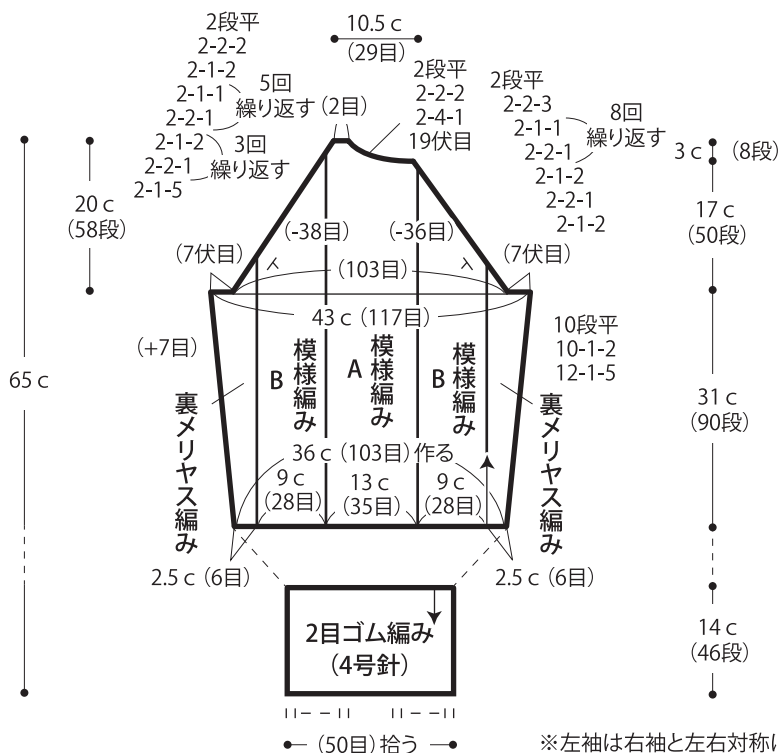 10.5 c
(29目)
2段平
2-2-2
2-1-2
2-1-1
2-2-1
5回
繰り返す
2-1-2
2-2-1
3回
繰り返す
2-1-5
(2目)
2段平
2-2-2
2-4-1
19伏目
2段平
2-2-3
2-1-1
2-2-1
8回
繰り返す
2-1-2
2-2-1
2-1-2
3 c
(8段)
20 c
(58段)
17 c
(50段)
(-38目)
(-36目)
(7伏目)
(7伏目)
(103目)
43 c (117目)
(+7目)
10段平
10-1-2
12-1-5
65 c
31 c
(90段)
裏メリヤス編み
模様編み
B
模様編み
A
模様編み
B
裏メリヤス編み
36 c (103目) 作る
9 c
(28目)
13 c
(35目)
9 c
(28目)
2.5 c (6目)
2.5 c (6目)
2目ゴム編み
(4号針)
14 c
(46段)
(50目) 拾う
※左袖は右袖と左右対称に